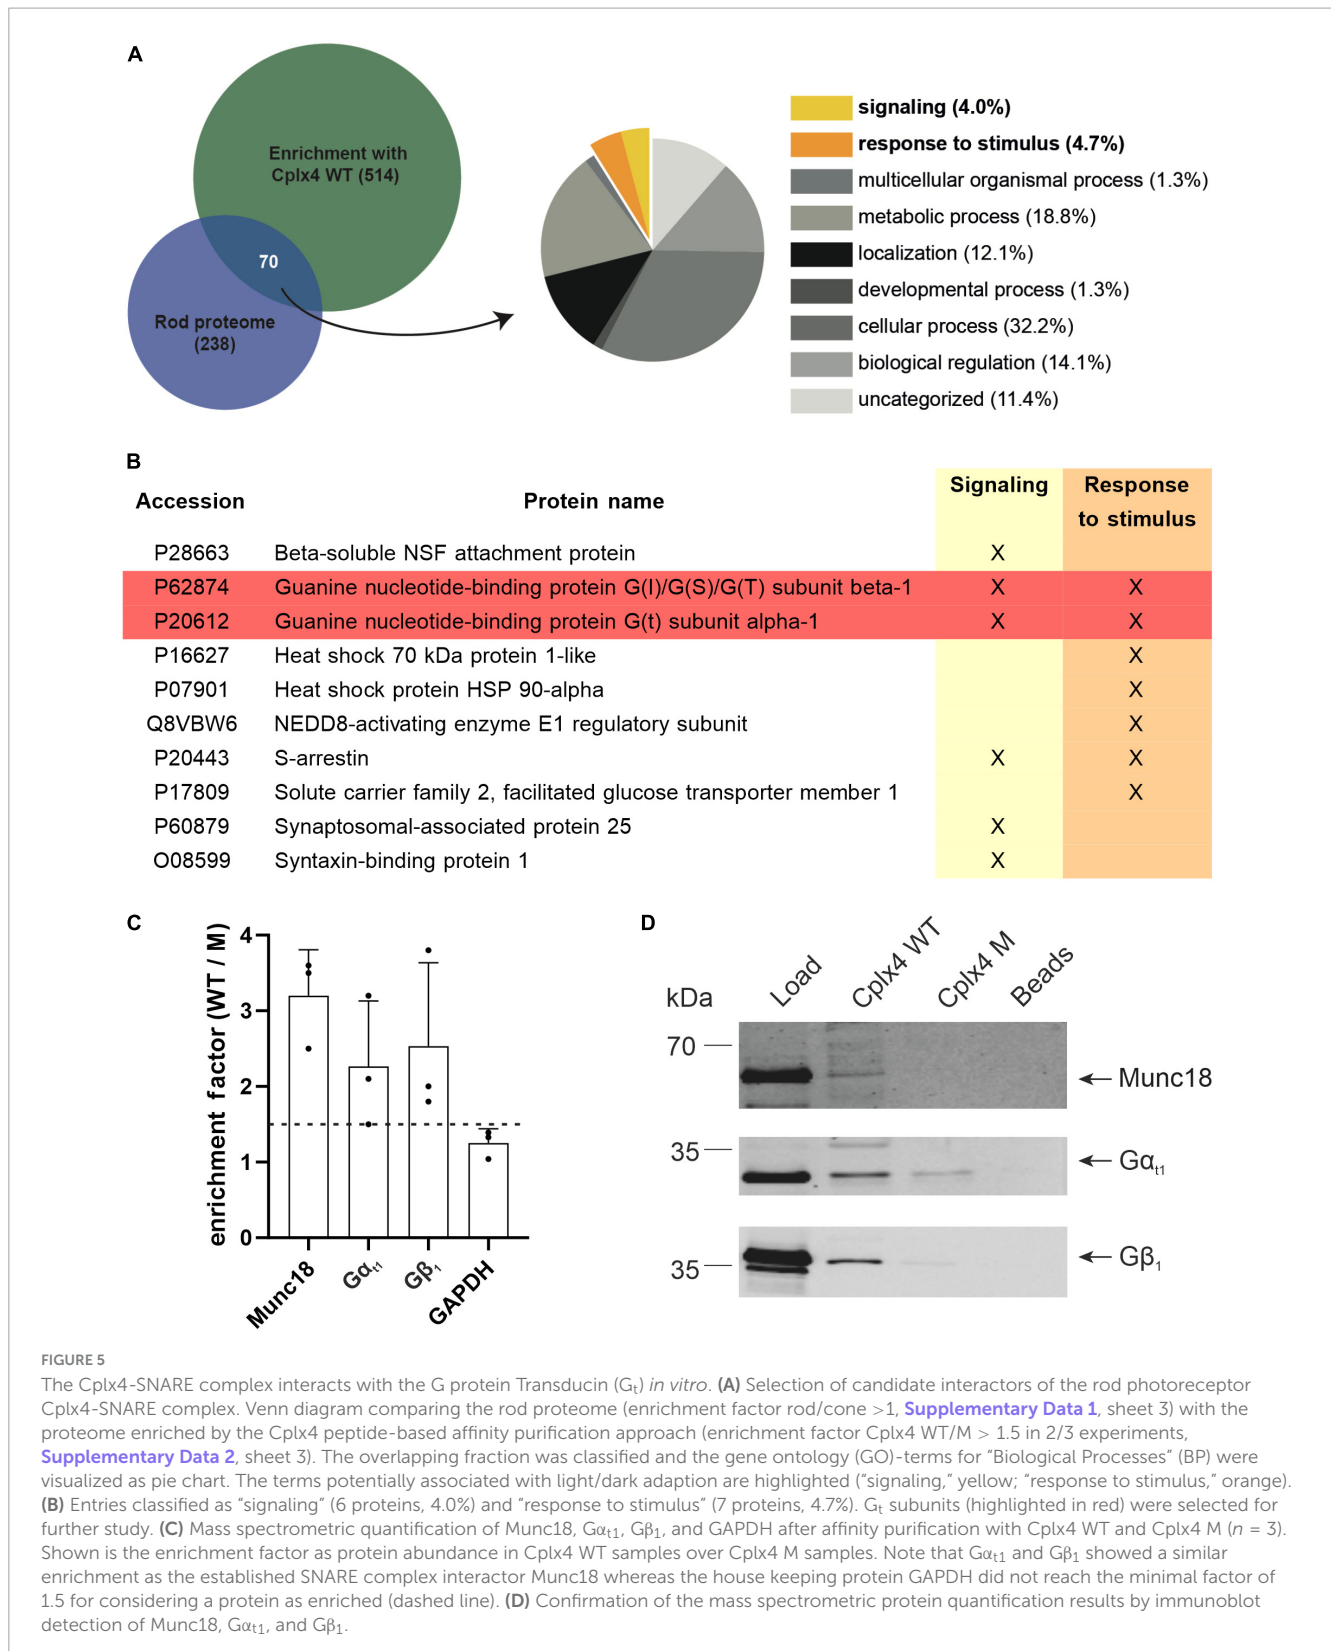 A
Enrichment with
Cplx4 WT (514)
70
Rod proteome
(238)
signaling (4.0%)
response to stimulus (4.7%)
multicellular organismal process (1.3%)
metabolic process (18.8%)
localization (12.1%)
developmental process (1.3%)
cellular process (32.2%)
biological regulation (14.1%)
uncategorized (11.4%)
B
Accession Protein name Signaling Response
to stimulus
P28663 Beta-soluble NSF attachment protein X
P62874 Guanine nucleotide-binding protein G(I)/G(S)/G(T) subunit beta-1 X X
P20612 Guanine nucleotide-binding protein G(t) subunit alpha-1 X X
P16627 Heat shock 70 kDa protein 1-like X
P07901 Heat shock protein HSP 90-alpha X
Q8VBW6 NEDD8-activating enzyme E1 regulatory subunit X
P20443 S-arrestin X X
P17809 Solute carrier family 2, facilitated glucose transporter member 1 X
P60879 Synaptosomal-associated protein 25 X
O08599 Syntaxin-binding protein 1 X
C
enrichment factor (WT / M)
4
3
2
1
0
Munc18
Gαt1
Gβ1
GAPDH
D
kDa
Load
Cplx4 WT
Cplx4 M
Beads
70
Munc18
35
Gαt1
35
Gβ1
FIGURE 5
The Cplx4-SNARE complex interacts with the G protein Transducin (Gt) in vitro. (A) Selection of candidate interactors of the rod photoreceptor
Cplx4-SNARE complex. Venn diagram comparing the rod proteome (enrichment factor rod/cone >1, Supplementary Data 1, sheet 3) with the
proteome enriched by the Cplx4 peptide-based affinity purification approach (enrichment factor Cplx4 WT/M > 1.5 in 2/3 experiments,
Supplementary Data 2, sheet 3). The overlapping fraction was classified and the gene ontology (GO)-terms for "Biological Processes" (BP) were
visualized as pie chart. The terms potentially associated with light/dark adaption are highlighted ("signaling," yellow; "response to stimulus," orange).
(B) Entries classified as "signaling" (6 proteins, 4.0%) and "response to stimulus" (7 proteins, 4.7%). Gt subunits (highlighted in red) were selected for
further study. (C) Mass spectrometric quantification of Munc18, Gαt1, Gβ1, and GAPDH after affinity purification with Cplx4 WT and Cplx4 M (n = 3).
Shown is the enrichment factor as protein abundance in Cplx4 WT samples over Cplx4 M samples. Note that Gαt1 and Gβ1 showed a similar
enrichment as the established SNARE complex interactor Munc18 whereas the house keeping protein GAPDH did not reach the minimal factor of
1.5 for considering a protein as enriched (dashed line). (D) Confirmation of the mass spectrometric protein quantification results by immunoblot
detection of Munc18, Gαt1, and Gβ1.